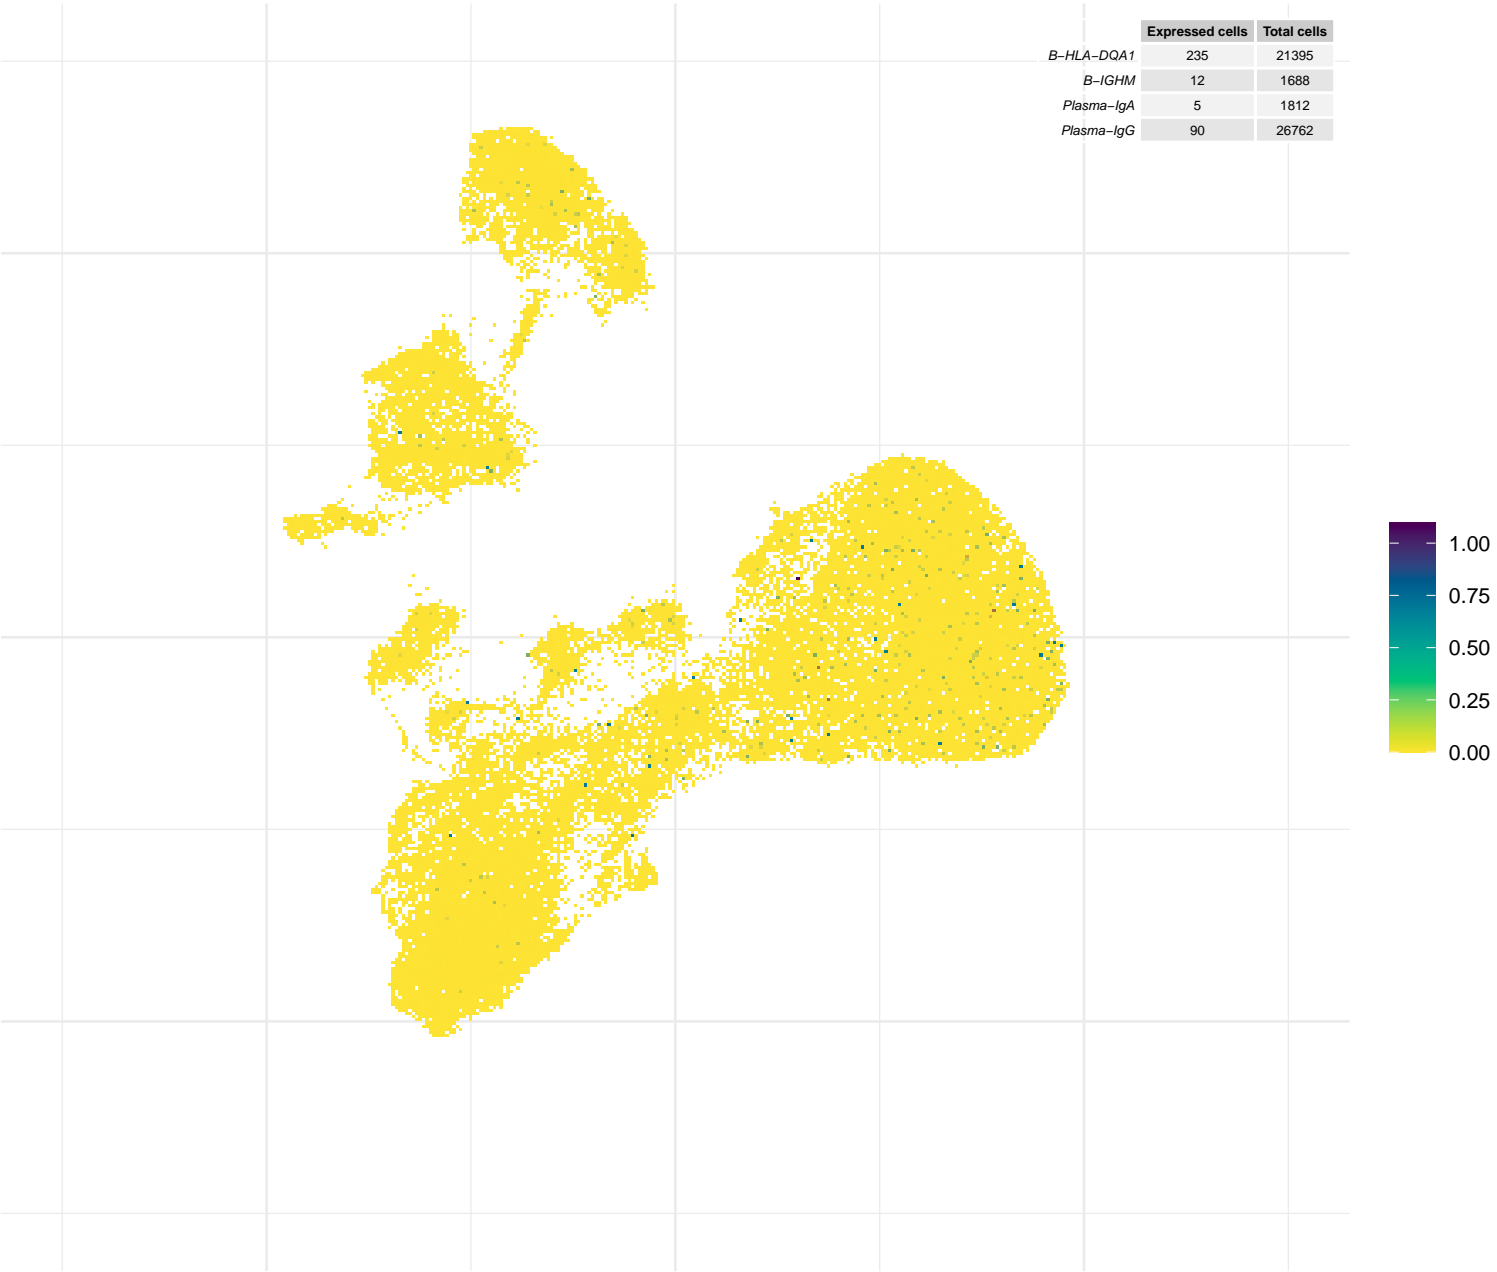 Expressed cells Total cells
B−HLA−DQA1 235 21395
B−IGHM 12 1688
Plasma−IgA 5 1812
Plasma−IgG 90 26762
1.00
0.75
0.50
0.25
0.00